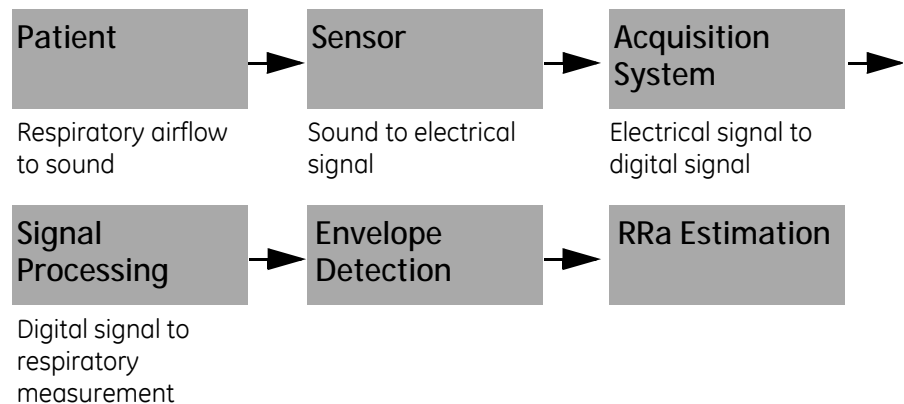 Patient
Respiratory airflow
to sound
Sensor
Sound to electrical
signal
Acquisition
System
Electrical signal to
digital signal
Signal
Processing
Digital signal to
respiratory
measurement
Envelope
Detection
RRa Estimation